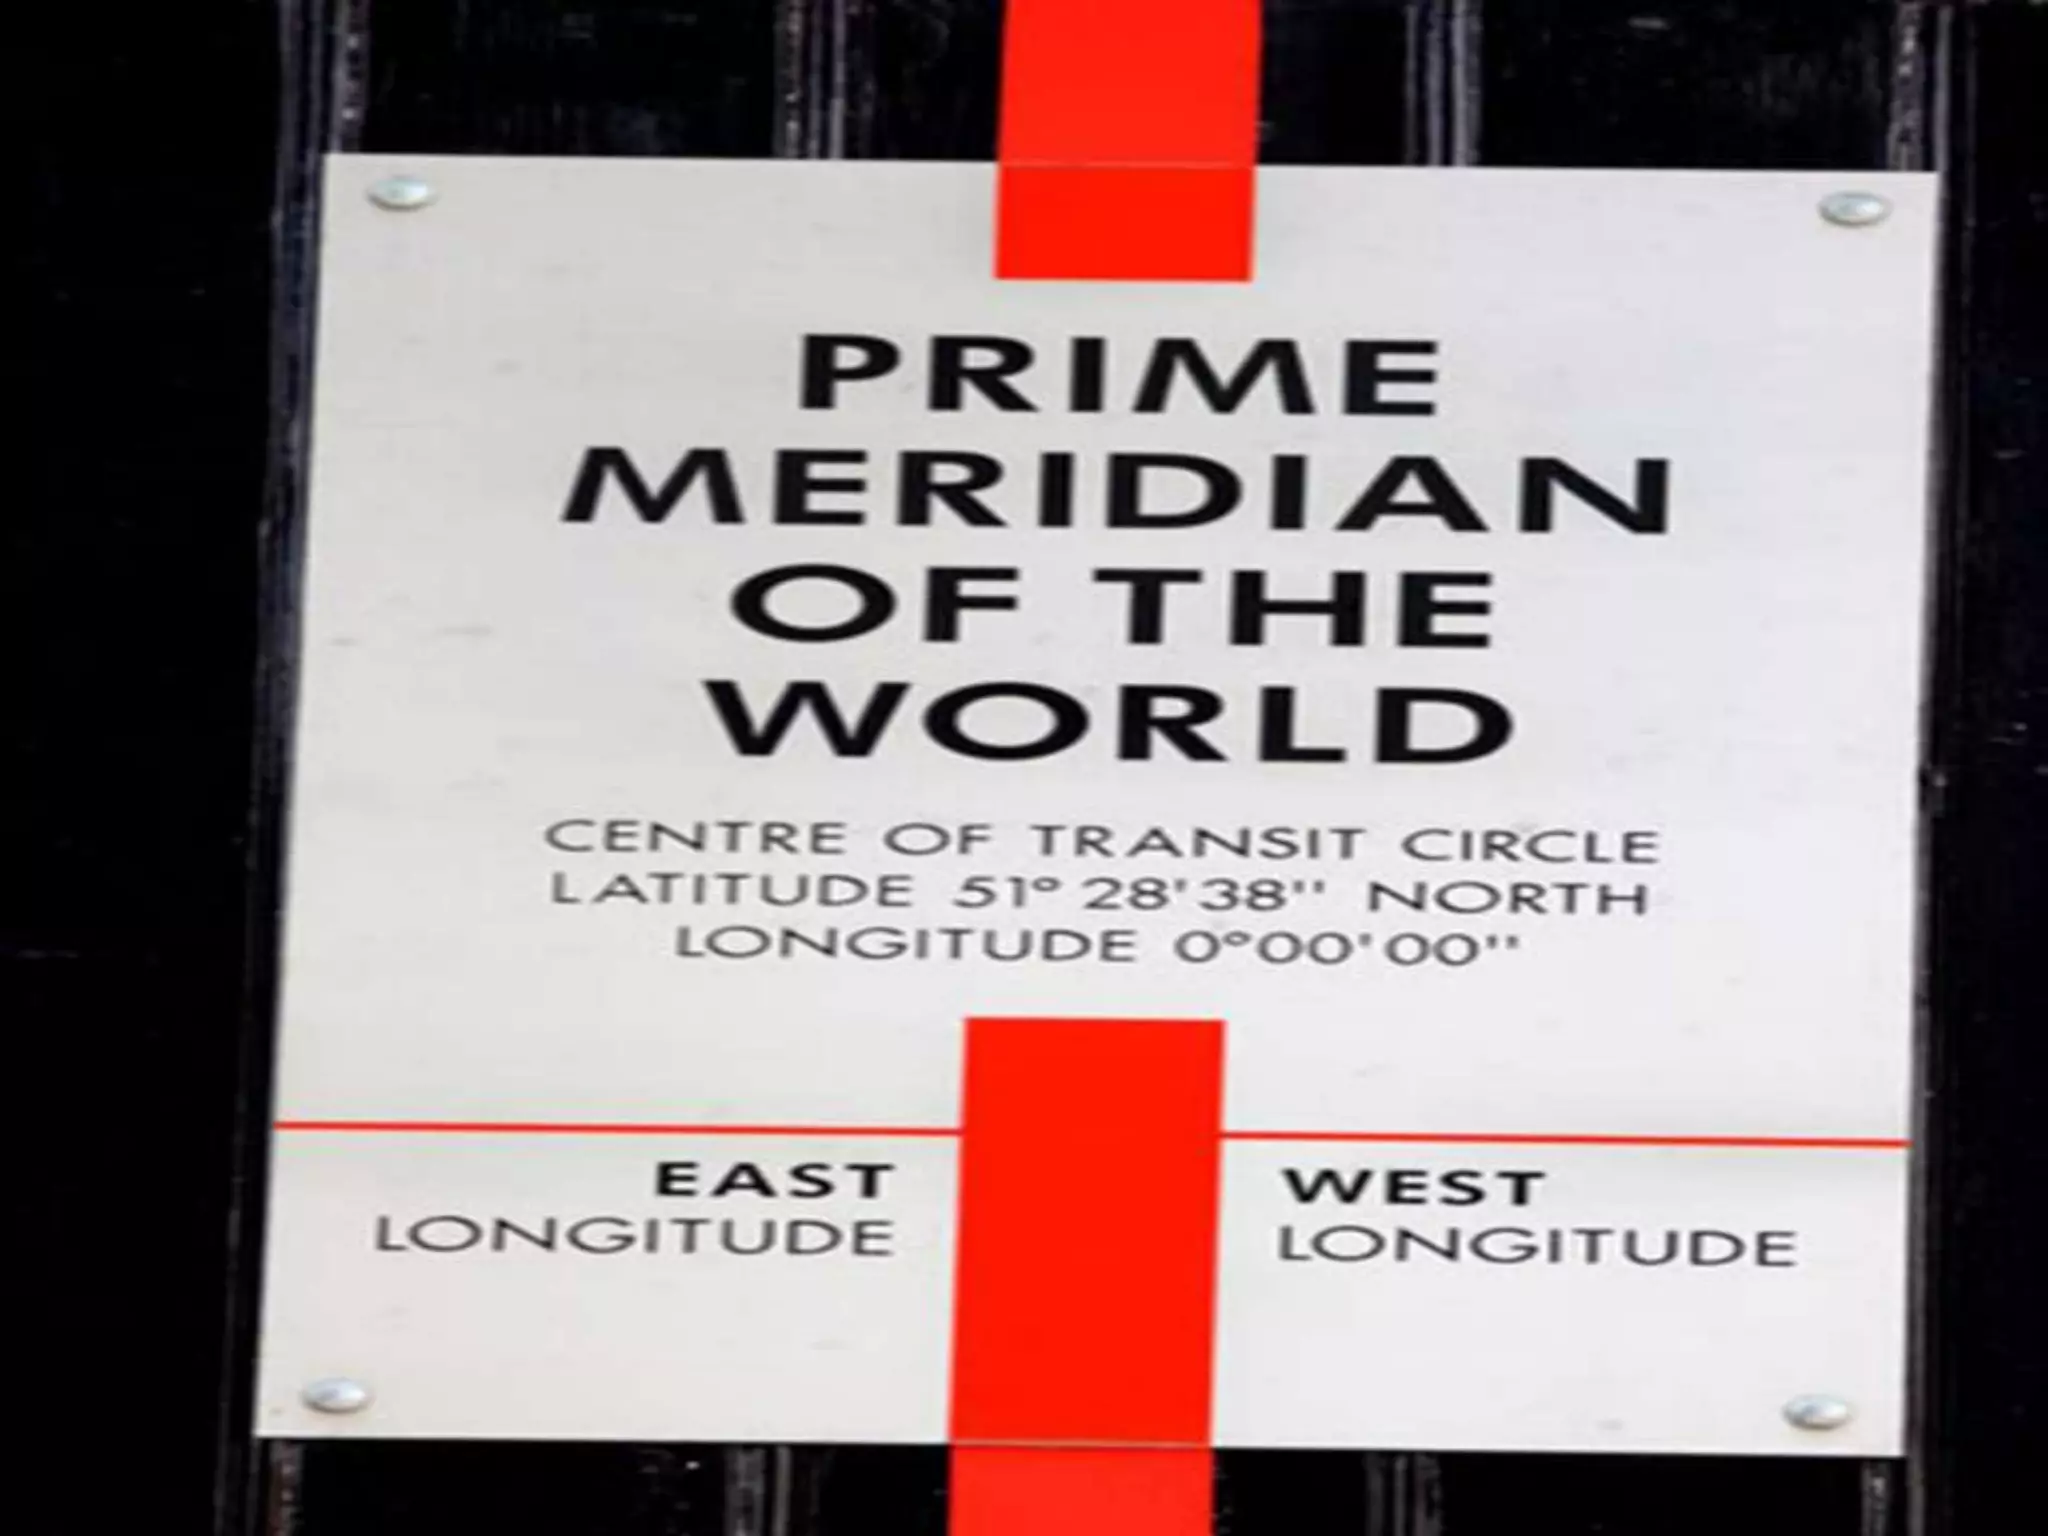 PRIME
MERIDIAN
OF THE
WORLD
CENTRE OF TRANSIT CIRCLE
LATITUDE 51° 28' 38'' NORTH
LONGITUDE 0°00'00''
EAST
LONGITUDE
WEST
LONGITUDE